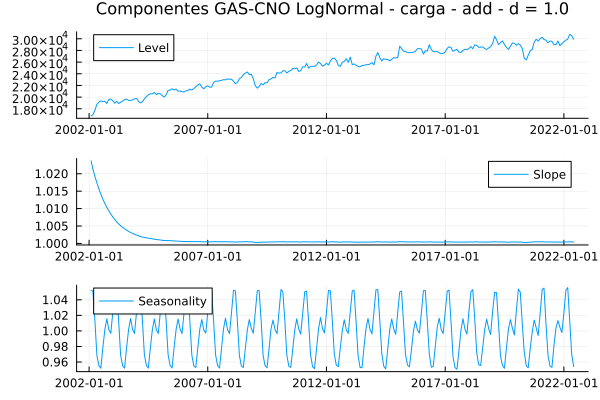 Componentes GAS-CNO LogNormal - carga - add - d = 1.0
3.00×10⁴
2.80×10⁴
2.60×10⁴
2.40×10⁴
2.20×10⁴
2.00×10⁴
1.80×10⁴
Level
2002-01-01 2007-01-01 2012-01-01 2017-01-01 2022-01-01
1.020
1.015
1.010
1.005
1.000
Slope
2002-01-01 2007-01-01 2012-01-01 2017-01-01 2022-01-01
1.04
1.02
1.00
0.98
0.96
Seasonality
2002-01-01 2007-01-01 2012-01-01 2017-01-01 2022-01-01